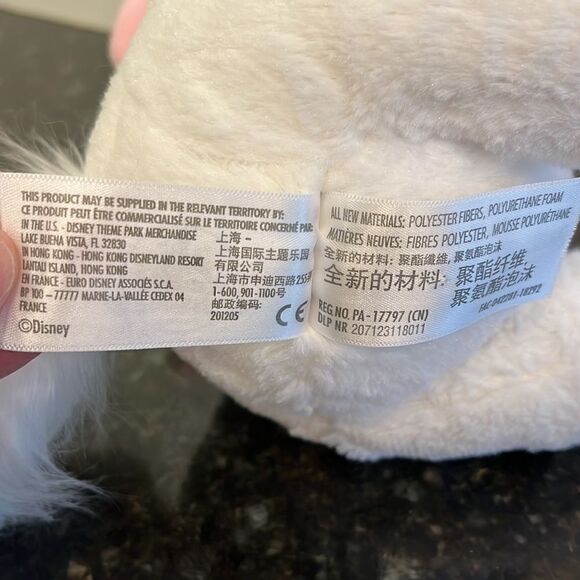 THIS PRODUCT MAY BE SUPPLIED IN THE RELEVANT TERRITORY BY:
CE PRODUIT PEUT ÊTRE COMMERCIALISÉ SUR LE TERRITOIRE CONCERNÉ PAR
IN THE U.S. - DISNEY THEME PARK MERCHANDISE
LAKE BUENA VISTA, FL 32830
IN HONG KONG - HONG KONG DISNEYLAND RESORT
LANTAU ISLAND, HONG KONG
EN FRANCE - EURO DISNEY ASSOCIÉS S.C.A.
BP 100 - 77777 MARNE-LA-VALLÉE CEDEX 04
FRANCE
©Disney
上海 -
上海国际主题乐园
有限公司
上海市申迪西路255弄
1-600, 901-1100号
邮政编码:
201205
CE
ALL NEW MATERIALS: POLYESTER FIBERS, POLYURETHANE FOAM
MATIÈRES NEUVES: FIBRES POLYESTER, MOUSSE POLYURÉTHANE
全新的材料: 聚酯纤维, 聚氨酯泡沫
全新的材料: 聚酯纤维
聚氨酯泡沫
REG.NO PA-17797 (CN)
DLP NR 207123118011